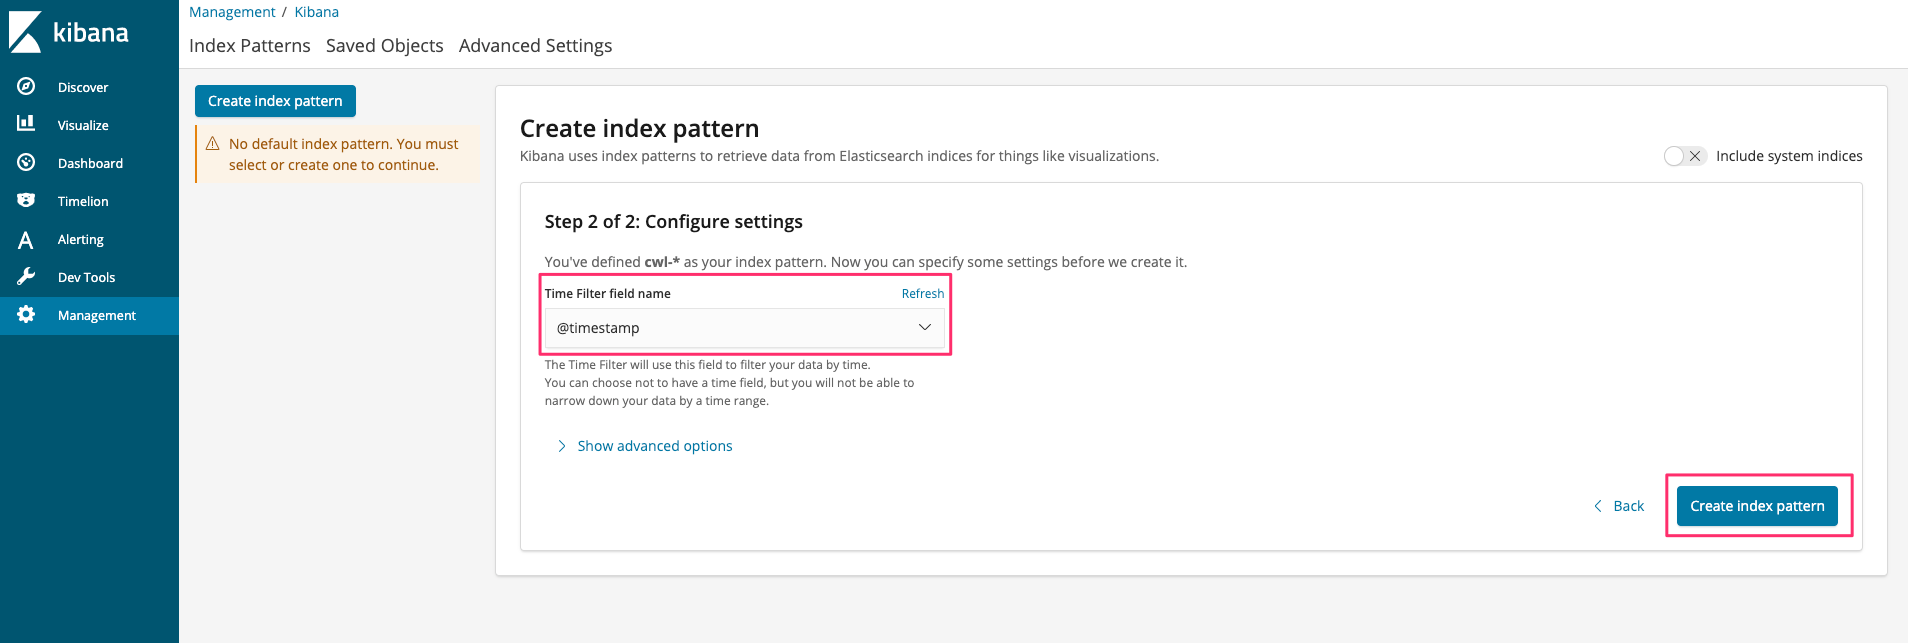 kibana
Discover
Visualize
Dashboard
Timelion
Alerting
Dev Tools
Management
Management / Kibana
Index Patterns Saved Objects Advanced Settings
Create index pattern
No default index pattern. You must
select or create one to continue.
Create index pattern
Kibana uses index patterns to retrieve data from Elasticsearch indices for things like visualizations.
Include system indices
Step 2 of 2: Configure settings
You've defined cwl-* as your index pattern. Now you can specify some settings before we create it.
Time Filter field name Refresh
@timestamp
The Time Filter will use this field to filter your data by time.
You can choose not to have a time field, but you will not be able to
narrow down your data by a time range.
Show advanced options
Back Create index pattern